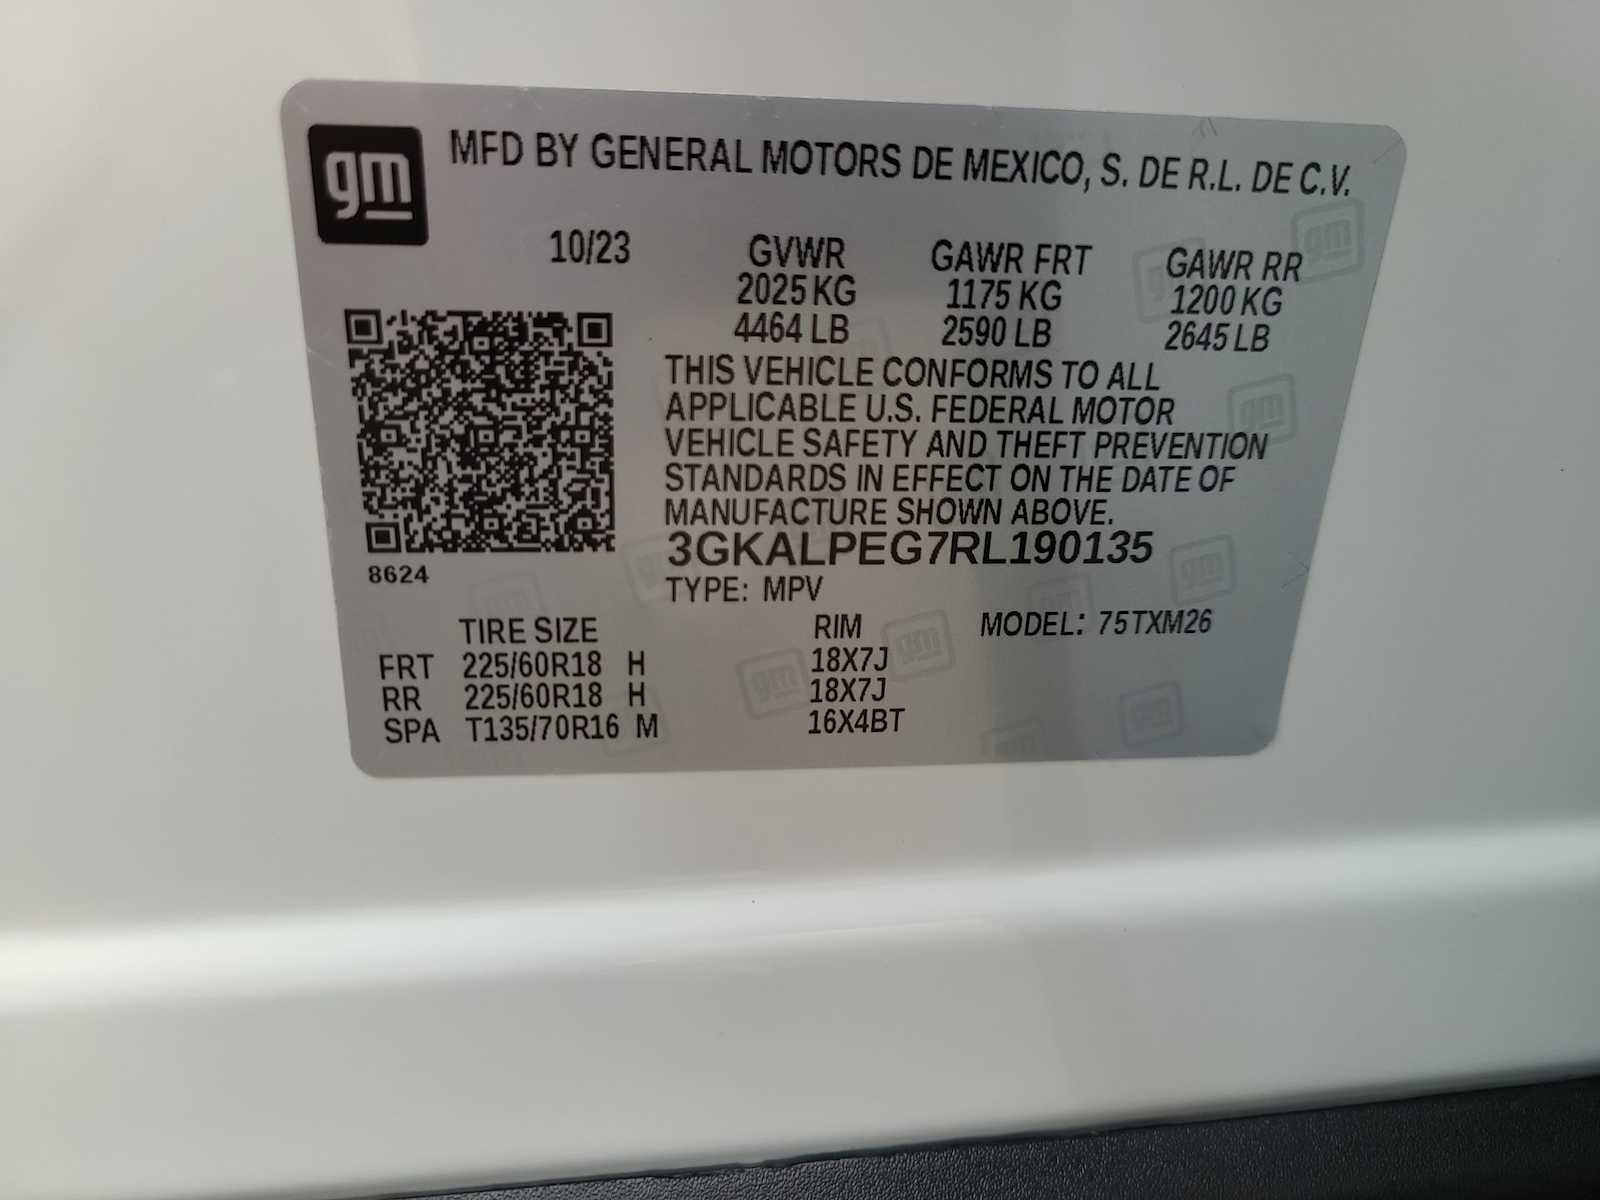 gm MFD BY GENERAL MOTORS DE MEXICO, S. DE R.L. DE C.V.
10/23 GVWR GAWR FRT GAWR RR
2025 KG 1175 KG 1200 KG
4464 LB 2590 LB 2645 LB
THIS VEHICLE CONFORMS TO ALL
APPLICABLE U.S. FEDERAL MOTOR
VEHICLE SAFETY AND THEFT PREVENTION
STANDARDS IN EFFECT ON THE DATE OF
MANUFACTURE SHOWN ABOVE.
3GKALPEG7RL190135
8624
TYPE: MPV
TIRE SIZE RIM MODEL: 75TXM26
FRT 225/60R18 H 18X7J
RR 225/60R18 H 18X7J
SPA T135/70R16 M 16X4BT